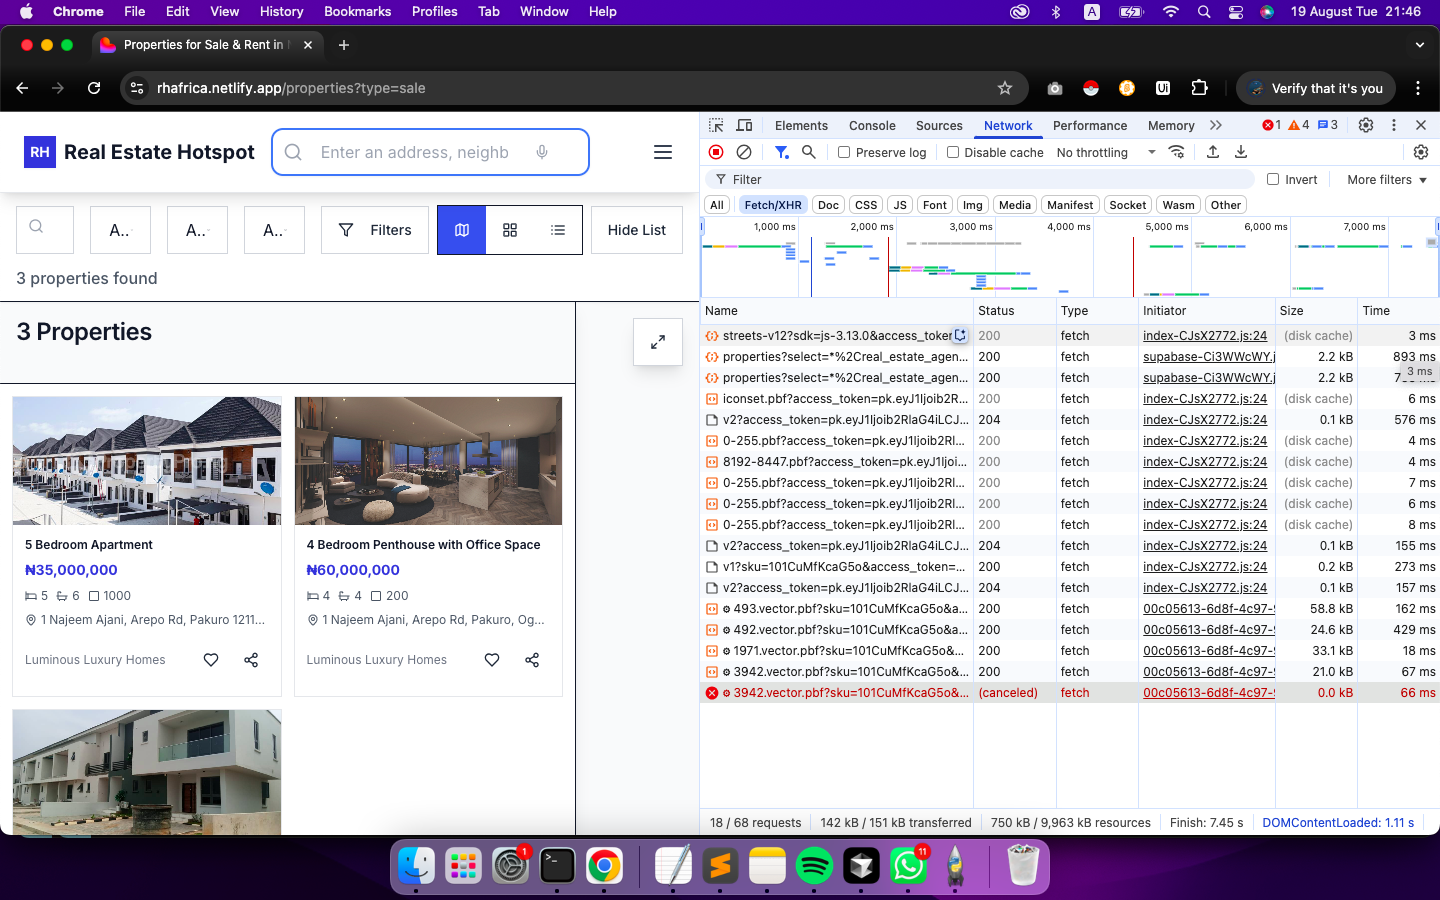 Chrome File Edit View History Bookmarks Profiles Tab Window Help A 19 August Tue 21:46
Properties for Sale & Rent in
rhafrica.netlify.app/properties?type=sale Ui Verify that it's you
RH Real Estate Hotspot Enter an address, neighb
A.. A.. A.. Filters Hide List
3 properties found
3 Properties
5 Bedroom Apartment
₦35,000,000
5 6 1000
1 Najeem Ajani, Arepo Rd, Pakuro 1211...
Luminous Luxury Homes
4 Bedroom Penthouse with Office Space
₦60,000,000
4 4 200
1 Najeem Ajani, Arepo Rd, Pakuro, Og...
Luminous Luxury Homes
Elements Console Sources Network Performance Memory 1 4 3
Preserve log Disable cache No throttling
Filter Invert More filters
All Fetch/XHR Doc CSS JS Font Img Media Manifest Socket Wasm Other
1,000 ms 2,000 ms 3,000 ms 4,000 ms 5,000 ms 6,000 ms 7,000 ms
Name Status Type Initiator Size Time
streets-v12?sdk=js-3.13.0&access_token 200 fetch index-CJsX2772.js:24 (disk cache) 3 ms
properties?select=*%2Creal_estate_agen... 200 fetch supabase-Ci3WWcWY.j 2.2 kB 893 ms
properties?select=*%2Creal_estate_agen... 200 fetch supabase-Ci3WWcWY.j 2.2 kB
3 ms
iconset.pbf?access_token=pk.eyJ1Ijoib2R... 200 fetch index-CJsX2772.js:24 (disk cache) 6 ms
v2?access_token=pk.eyJ1Ijoib2RlaG4iLCJ... 204 fetch index-CJsX2772.js:24 0.1 kB 576 ms
0-255.pbf?access_token=pk.eyJ1Ijoib2Rl... 200 fetch index-CJsX2772.js:24 (disk cache) 4 ms
8192-8447.pbf?access_token=pk.eyJ1Ijoi... 200 fetch index-CJsX2772.js:24 (disk cache) 4 ms
0-255.pbf?access_token=pk.eyJ1Ijoib2Rl... 200 fetch index-CJsX2772.js:24 (disk cache) 7 ms
0-255.pbf?access_token=pk.eyJ1Ijoib2Rl... 200 fetch index-CJsX2772.js:24 (disk cache) 6 ms
0-255.pbf?access_token=pk.eyJ1Ijoib2Rl... 200 fetch index-CJsX2772.js:24 (disk cache) 8 ms
v2?access_token=pk.eyJ1Ijoib2RlaG4iLCJ... 204 fetch index-CJsX2772.js:24 0.1 kB 155 ms
v1?sku=101CuMfKcaG5o&access_token=... 200 fetch index-CJsX2772.js:24 0.2 kB 273 ms
v2?access_token=pk.eyJ1Ijoib2RlaG4iLCJ... 204 fetch index-CJsX2772.js:24 0.1 kB 157 ms
493.vector.pbf?sku=101CuMfKcaG5o&a... 200 fetch 00c05613-6d8f-4c97-9 58.8 kB 162 ms
492.vector.pbf?sku=101CuMfKcaG5o&a... 200 fetch 00c05613-6d8f-4c97-9 24.6 kB 429 ms
1971.vector.pbf?sku=101CuMfKcaG5o&... 200 fetch 00c05613-6d8f-4c97-9 33.1 kB 18 ms
3942.vector.pbf?sku=101CuMfKcaG5o&... 200 fetch 00c05613-6d8f-4c97-9 21.0 kB 67 ms
3942.vector.pbf?sku=101CuMfKcaG5o&... (canceled) fetch 00c05613-6d8f-4c97-9 0.0 kB 66 ms
18 / 68 requests 142 kB / 151 kB transferred 750 kB / 9,963 kB resources Finish: 7.45 s DOMContentLoaded: 1.11 s
1 11